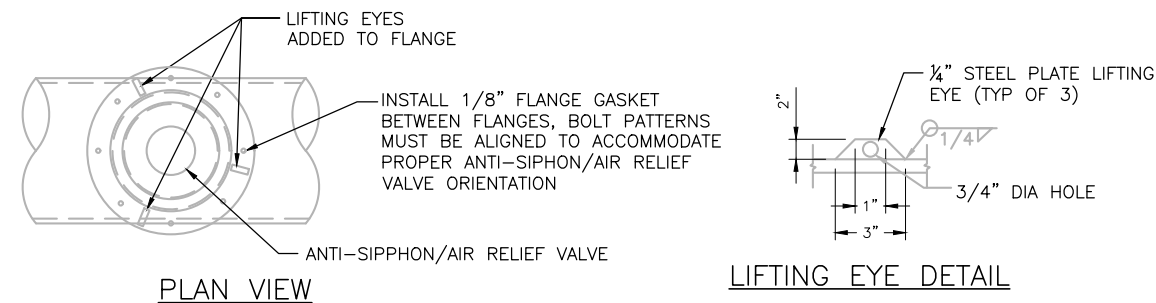 LIFTING EYES
ADDED TO FLANGE
INSTALL 1/8" FLANGE GASKET
BETWEEN FLANGES, BOLT PATTERNS
MUST BE ALIGNED TO ACCOMMODATE
PROPER ANTI-SIPHON/AIR RELIEF
VALVE ORIENTATION
ANTI-SIPPHON/AIR RELIEF VALVE
PLAN VIEW
¼" STEEL PLATE LIFTING
EYE (TYP OF 3)
2"
1/4
3/4" DIA HOLE
1"
3"
LIFTING EYE DETAIL